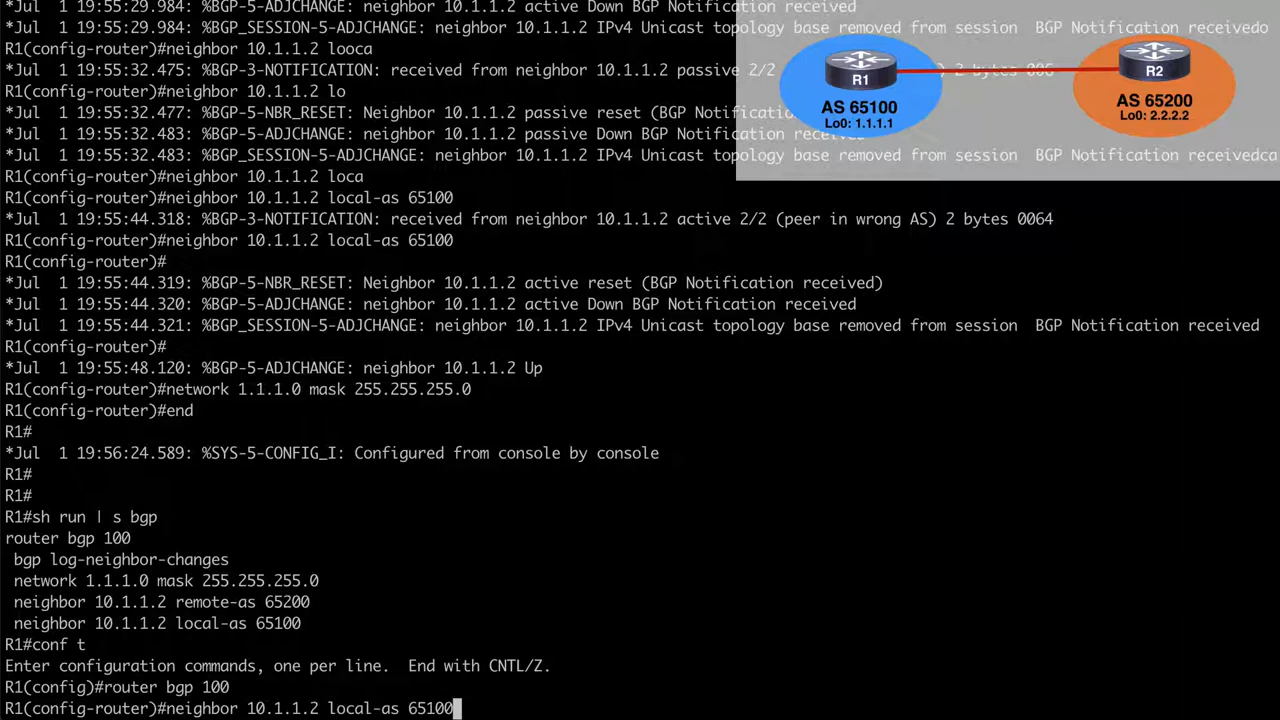 *Jul  1 19:55:29.984: %BGP-5-ADJCHANGE: neighbor 10.1.1.2 active Down BGP Notification received
*Jul  1 19:55:29.984: %BGP_SESSION-5-ADJCHANGE: neighbor 10.1.1.2 IPv4 Unicast topology base removed from session  BGP Notification receivedo
R1(config-router)#neighbor 10.1.1.2 looca
*Jul  1 19:55:32.475: %BGP-3-NOTIFICATION: received from neighbor 10.1.1.2 passive 2/2
) 2 bytes 006
R1(config-router)#neighbor 10.1.1.2 lo
*Jul  1 19:55:32.477: %BGP-5-NBR_RESET: Neighbor 10.1.1.2 passive reset (BGP Notificatio
*Jul  1 19:55:32.483: %BGP-5-ADJCHANGE: neighbor 10.1.1.2 passive Down BGP Notification received
*Jul  1 19:55:32.483: %BGP_SESSION-5-ADJCHANGE: neighbor 10.1.1.2 IPv4 Unicast topology base removed from session  BGP Notification receivedca
R1(config-router)#neighbor 10.1.1.2 loca
R1(config-router)#neighbor 10.1.1.2 local-as 65100
*Jul  1 19:55:44.318: %BGP-3-NOTIFICATION: received from neighbor 10.1.1.2 active 2/2 (peer in wrong AS) 2 bytes 0064
R1(config-router)#neighbor 10.1.1.2 local-as 65100
R1(config-router)#
*Jul  1 19:55:44.319: %BGP-5-NBR_RESET: Neighbor 10.1.1.2 active reset (BGP Notification received)
*Jul  1 19:55:44.320: %BGP-5-ADJCHANGE: neighbor 10.1.1.2 active Down BGP Notification received
*Jul  1 19:55:44.321: %BGP_SESSION-5-ADJCHANGE: neighbor 10.1.1.2 IPv4 Unicast topology base removed from session  BGP Notification received
R1(config-router)#
*Jul  1 19:55:48.120: %BGP-5-ADJCHANGE: neighbor 10.1.1.2 Up
R1(config-router)#network 1.1.1.0 mask 255.255.255.0
R1(config-router)#end
R1#
*Jul  1 19:56:24.589: %SYS-5-CONFIG_I: Configured from console by console
R1#
R1#
R1#sh run | s bgp
router bgp 100
 bgp log-neighbor-changes
 network 1.1.1.0 mask 255.255.255.0
 neighbor 10.1.1.2 remote-as 65200
 neighbor 10.1.1.2 local-as 65100
R1#conf t
Enter configuration commands, one per line.  End with CNTL/Z.
R1(config)#router bgp 100
R1(config-router)#neighbor 10.1.1.2 local-as 65100
R1
AS 65100
Lo0: 1.1.1.1
R2
AS 65200
Lo0: 2.2.2.2